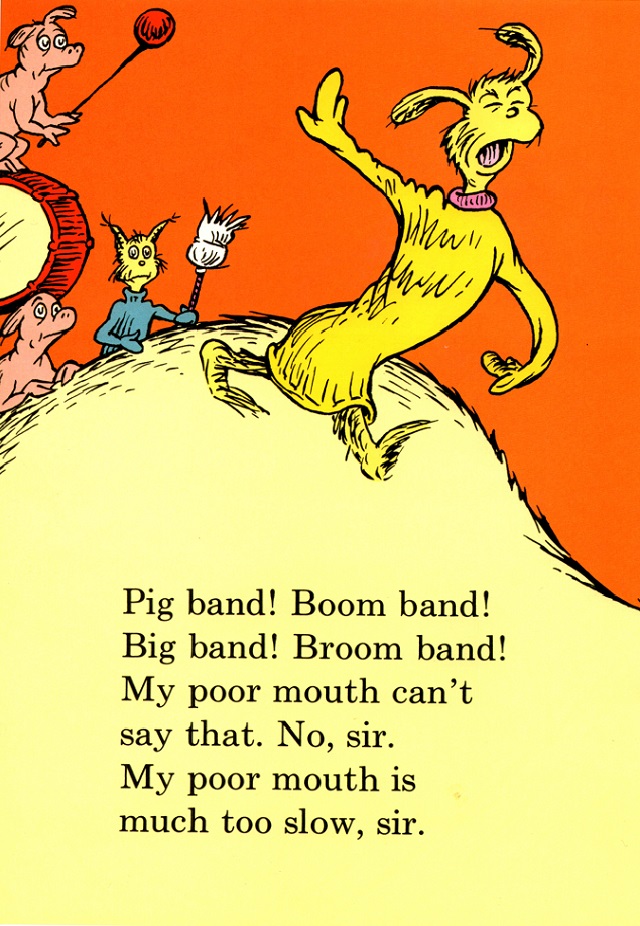 Pig band! Boom band!
Big band! Broom band!
My poor mouth can't
say that. No, sir.
My poor mouth is
much too slow, sir.